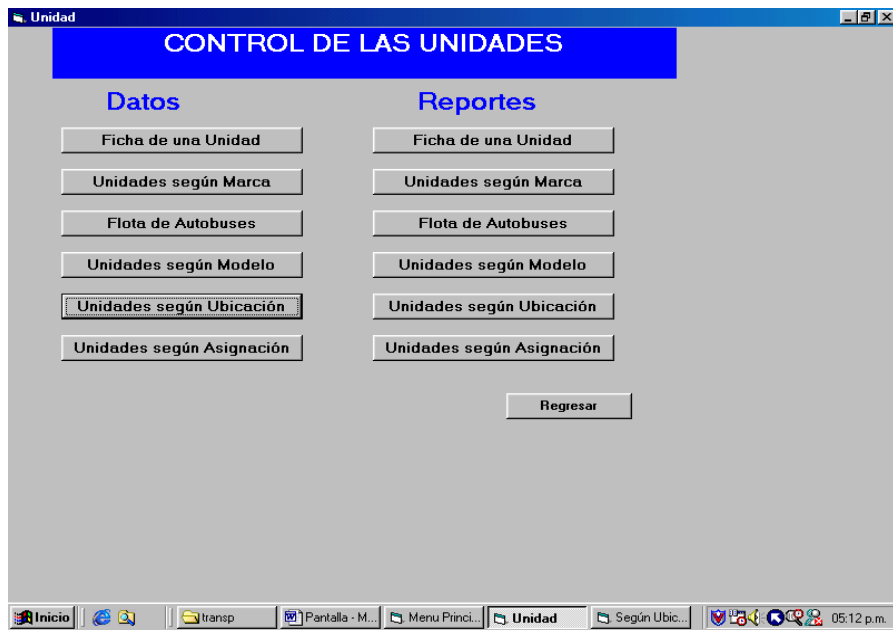 Unidad
CONTROL DE LAS UNIDADES
Datos
Ficha de una Unidad
Unidades según Marca
Flota de Autobuses
Unidades según Modelo
Unidades según Ubicación
Unidades según Asignación
Reportes
Ficha de una Unidad
Unidades según Marca
Flota de Autobuses
Unidades según Modelo
Unidades según Ubicación
Unidades según Asignación
Regresar
Inicio
transp
Pantalla - M...
Menu Princi...
Unidad
Según Ubic...
05:12 p.m.